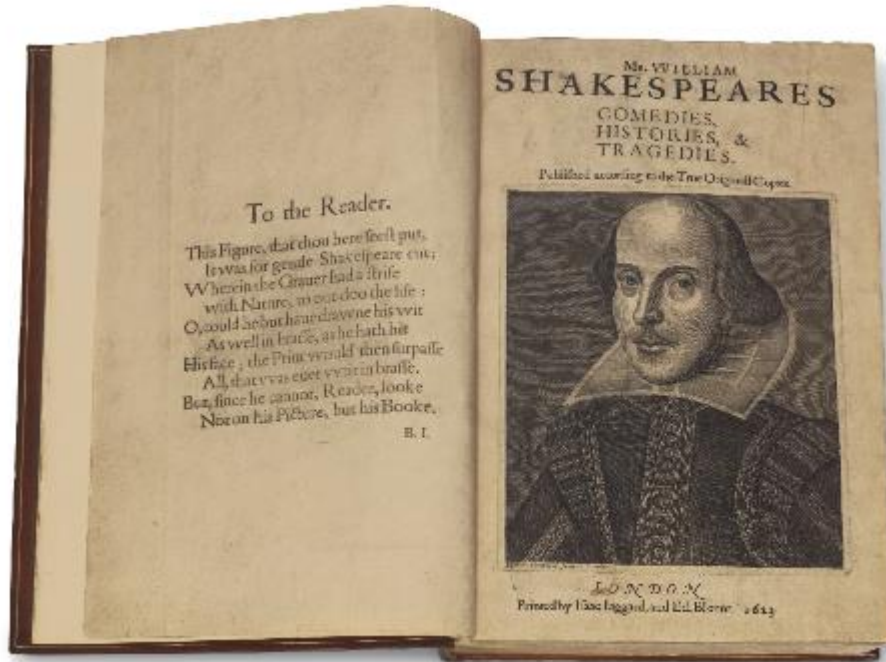 To the Reader.
This Figure, that thou here ſeeſt put,
It was for gentle Shakeſpeare cut;
Wherein the Grauer had a ſtrife
with Nature, to out-doo the life :
O, could he but haue dravvne his vvit
As well in braſſe, as he hath hit
His face ; the Print vvould then ſurpaſſe
All, that vvas euer vvrit in braſſe.
But, ſince he cannot, Reader, looke
Not on his Picture, but his Booke.
B. I.
Mr. VVILLIAM
SHAKESPEARES
COMEDIES,
HISTORIES, &
TRAGEDIES.
Publiſhed according to the True Originall Copies.
LONDON
Printed by Iſaac Iaggard, and Ed. Blount. 1623